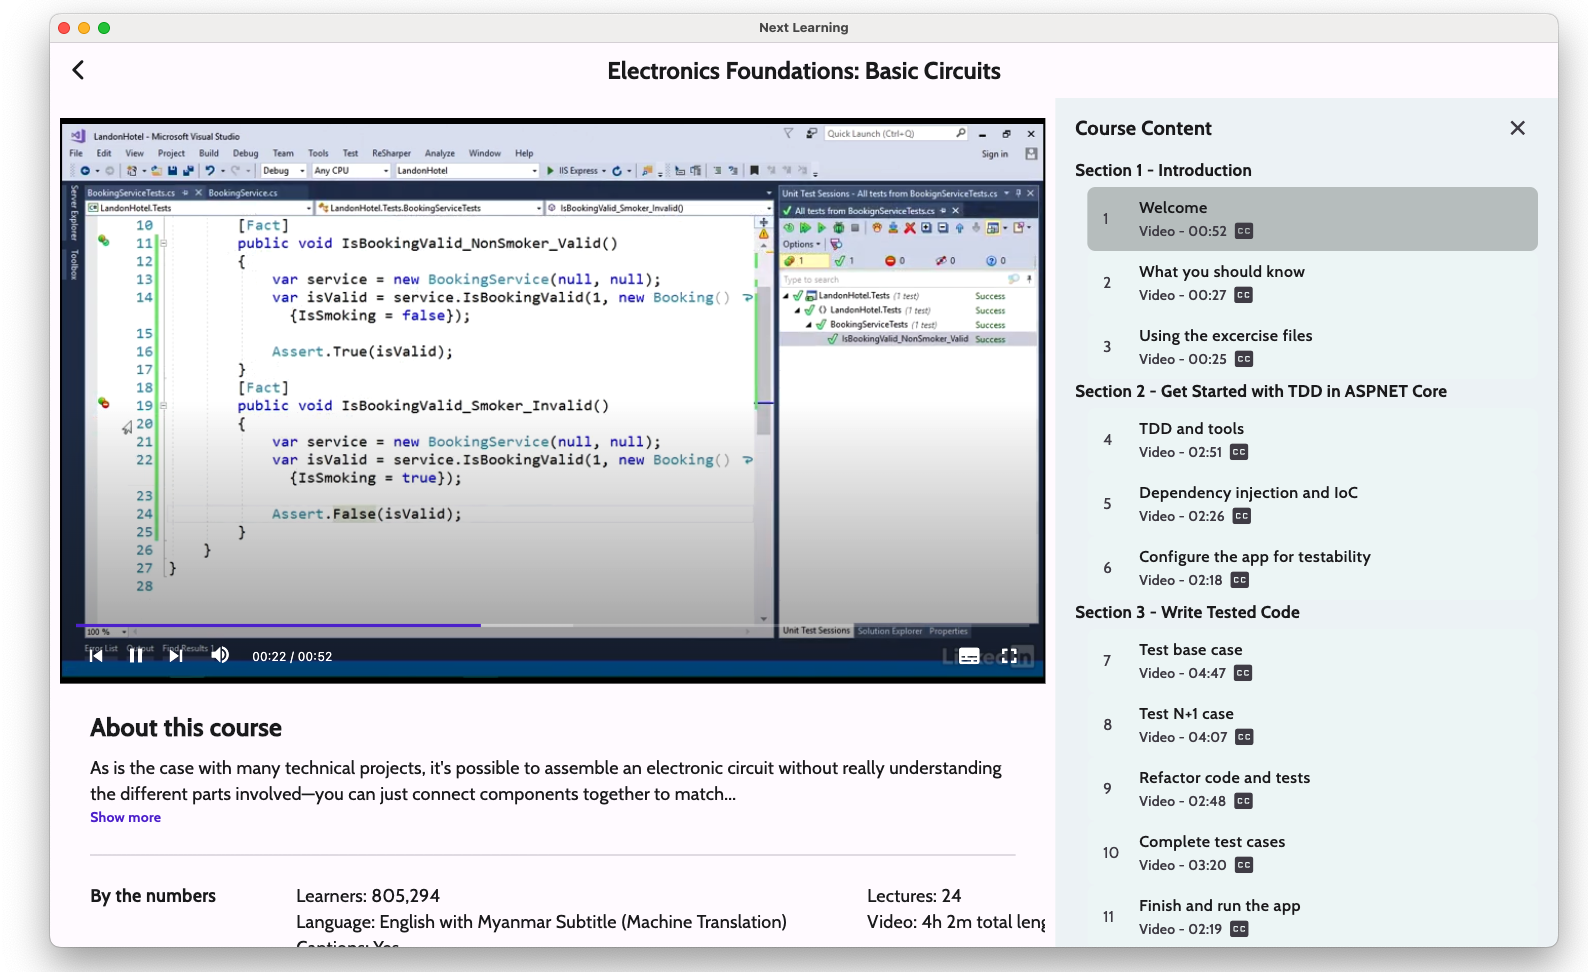 Next Learning
Electronics Foundations: Basic Circuits
LandonHotel - Microsoft Visual Studio
Quick Launch (Ctrl+Q)
File Edit View Project Build Debug Team Tools Test ReSharper Analyze Window Help
Sign in
Debug Any CPU LandonHotel IIS Express
Server Explorer
Toolbox
BookingServiceTests.cs BookingService.cs
LandonHotel.Tests LandonHotel.Tests.BookingServiceTests IsBookingValid_Smoker_Invalid()
10 [Fact]
11 public void IsBookingValid_NonSmoker_Valid()
12 {
13 var service = new BookingService(null, null);
14 var isValid = service.IsBookingValid(1, new Booking()
{IsSmoking = false});
15
16 Assert.True(isValid);
17 }
18 [Fact]
19 public void IsBookingValid_Smoker_Invalid()
20 {
21 var service = new BookingService(null, null);
22 var isValid = service.IsBookingValid(1, new Booking()
{IsSmoking = true});
23
24 Assert.False(isValid);
25 }
26 }
27 }
28
100 %
Unit Test Sessions - All tests from BookignServiceTests.cs
All tests from BookignServiceTests.cs
Options
1 1 0 0 0
Type to search
LandonHotel.Tests (1 test) Success
LandonHotel.Tests (1 test) Success
BookingServiceTests (1 test) Success
IsBookingValid_NonSmoker_Valid Success
Unit Test Sessions Solution Explorer Properties
Error List Output Find Results 1
00:22 / 00:52
LinkedIn
About this course
As is the case with many technical projects, it's possible to assemble an electronic circuit without really understanding
the different parts involved—you can just connect components together to match...
Show more
By the numbers
Learners: 805,294
Language: English with Myanmar Subtitle (Machine Translation)
Captions: Yes
Lectures: 24
Video: 4h 2m total leng
Course Content
Section 1 - Introduction
1 Welcome
Video - 00:52 CC
2 What you should know
Video - 00:27 CC
3 Using the excercise files
Video - 00:25 CC
Section 2 - Get Started with TDD in ASPNET Core
4 TDD and tools
Video - 02:51 CC
5 Dependency injection and IoC
Video - 02:26 CC
6 Configure the app for testability
Video - 02:18 CC
Section 3 - Write Tested Code
7 Test base case
Video - 04:47 CC
8 Test N+1 case
Video - 04:07 CC
9 Refactor code and tests
Video - 02:48 CC
10 Complete test cases
Video - 03:20 CC
11 Finish and run the app
Video - 02:19 CC